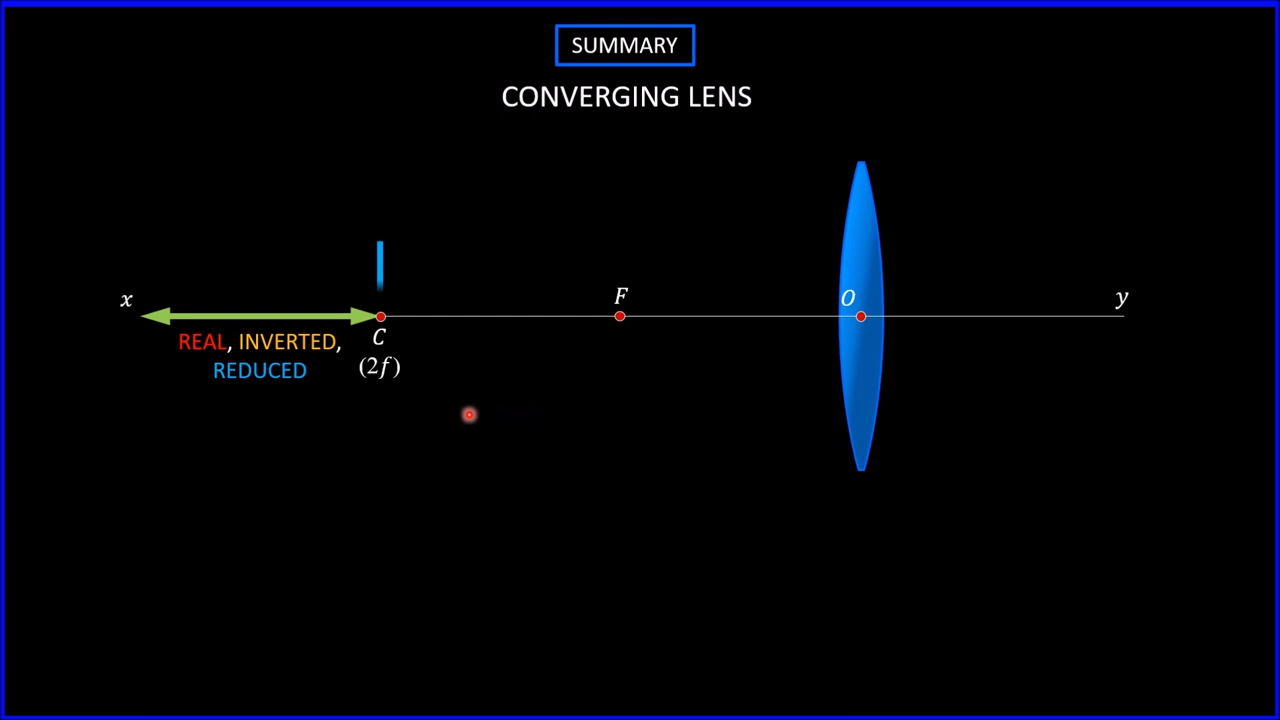 SUMMARY
CONVERGING LENS
x
F
O
y
REAL, INVERTED,
REDUCED
C
(2f)